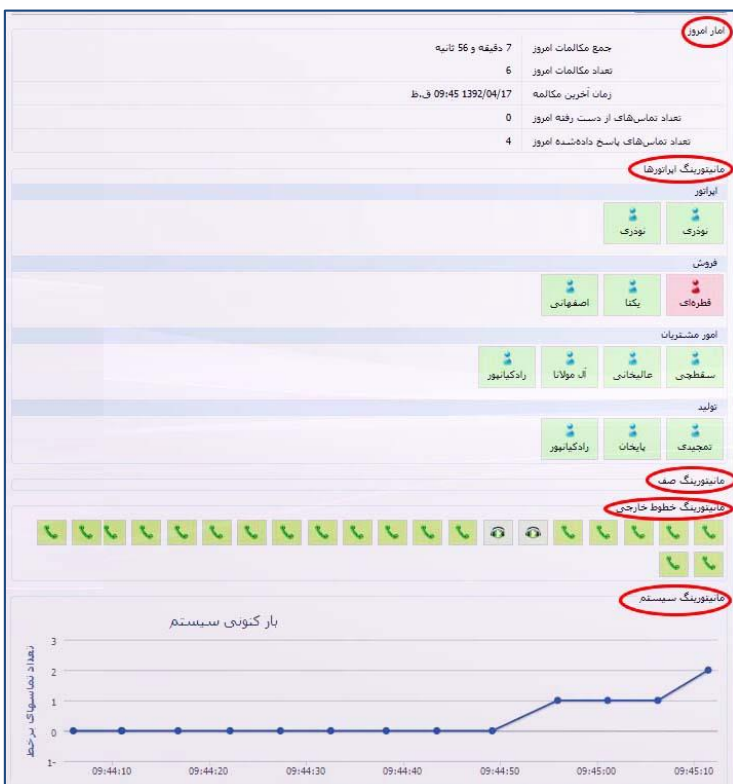 آمار امروز
جمع مکالمات امروز 7 دقیقه و 56 ثانیه
تعداد مکالمات امروز 6
زمان آخرین مکالمه 1392/04/17 09:45 ق.ظ
تعداد تماس‌های از دست رفته امروز 0
تعداد تماس‌های پاسخ داده‌شده امروز 4
مانیتورینگ اپراتورها
اپراتور
نوذری نوذری
فروش
قطره‌ای یکتا اصفهانی
امور مشتریان
سقطچی عالیخانی آل مولانا رادکیانپور
تولید
تمجیدی پایخان رادکیانپور
مانیتورینگ صف
مانیتورینگ خطوط خارجی
مانیتورینگ سیستم
بار کنونی سیستم
تعداد تماسهای برخط
3
2
1
0
1-
09:44:10 09:44:20 09:44:30 09:44:40 09:44:50 09:45:00 09:45:10